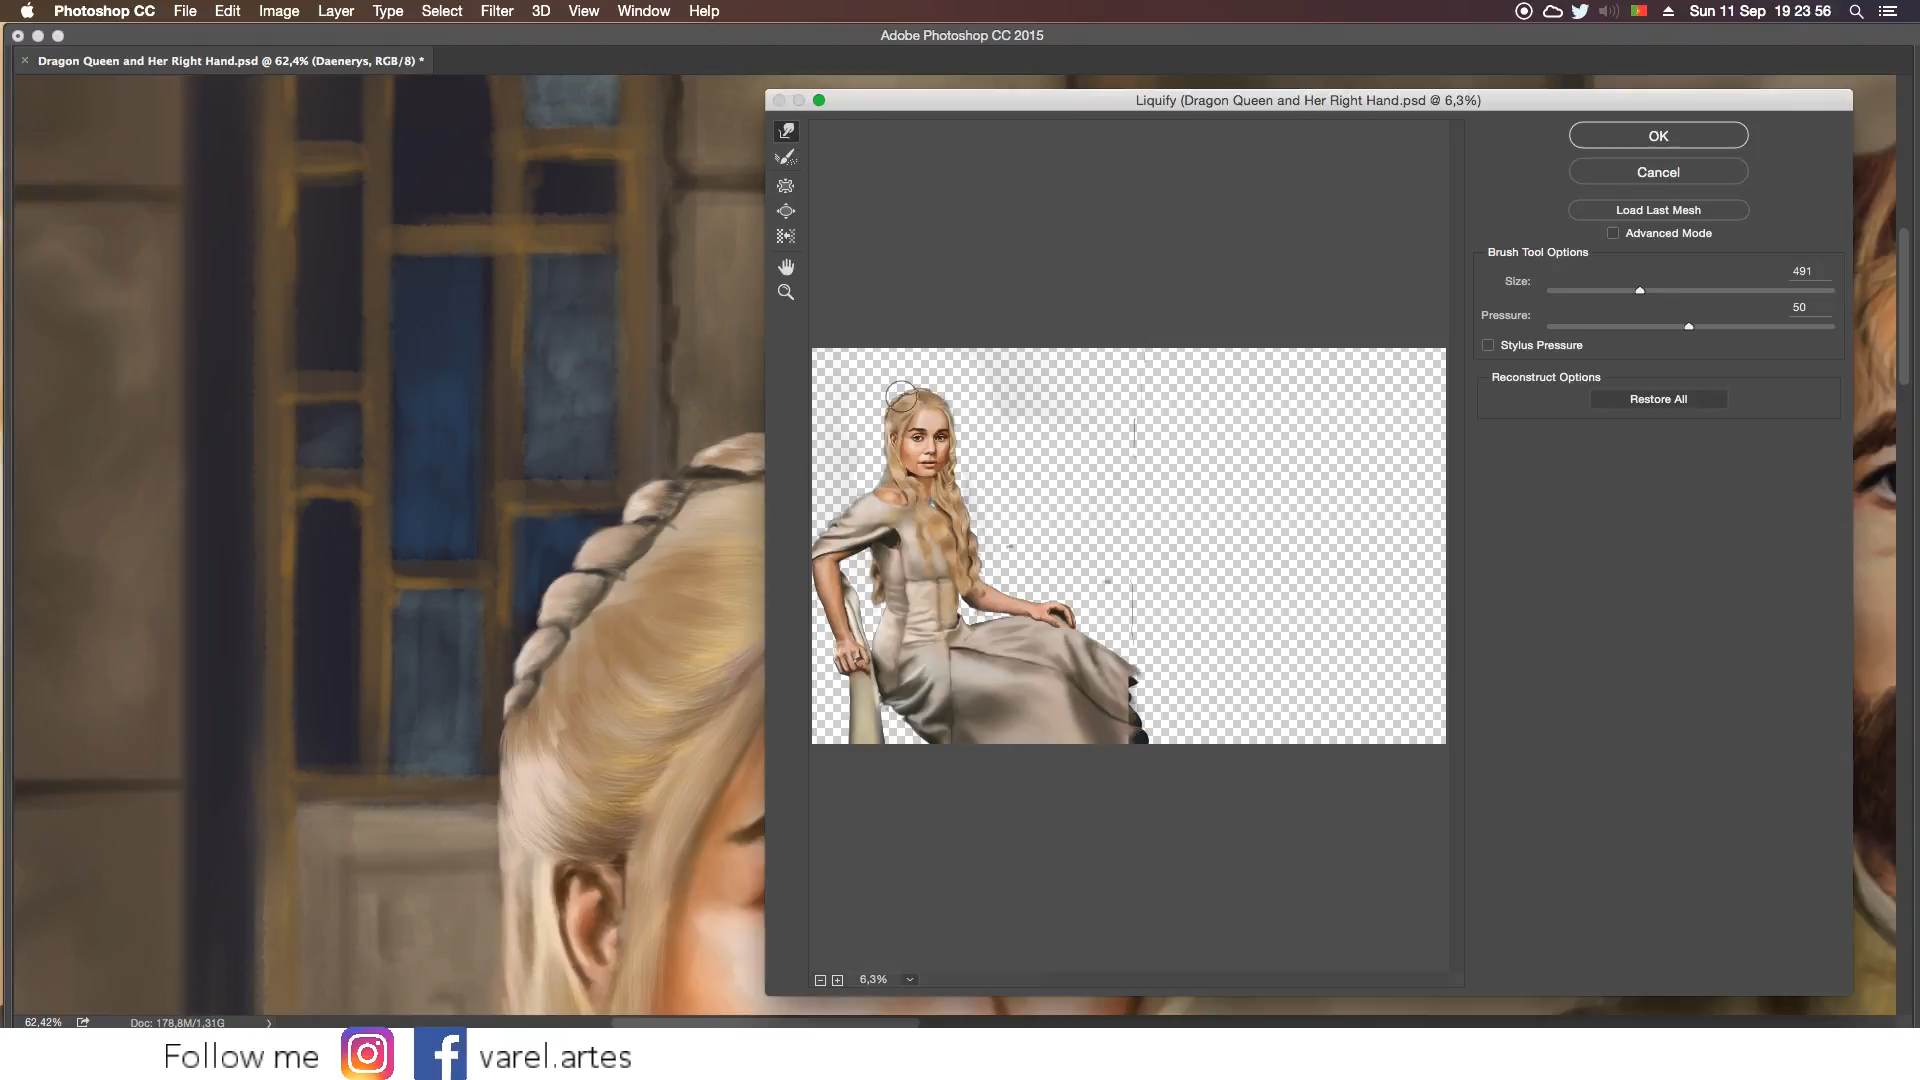 Photoshop CC File Edit Image Layer Type Select Filter 3D View Window Help Sun 11 Sep 19 23 56
Adobe Photoshop CC 2015
× Dragon Queen and Her Right Hand.psd @ 62,4% (Daenerys, RGB/8) *
Liquify (Dragon Queen and Her Right Hand.psd @ 6,3%)
OK
Cancel
Load Last Mesh
Advanced Mode
Brush Tool Options
Size: 491
Pressure: 50
Stylus Pressure
Reconstruct Options
Restore All
6,3%
62,42% Doc: 178,8M/1,31G
Follow me varel.artes